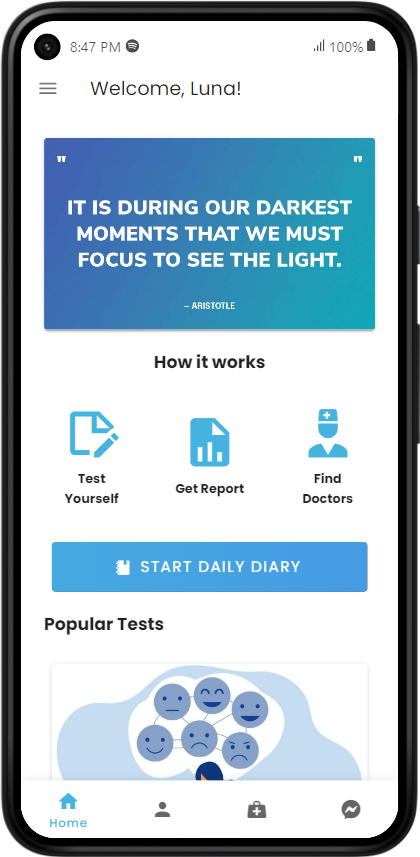 8:47 PM
100%
Welcome, Luna!
" "
IT IS DURING OUR DARKEST
MOMENTS THAT WE MUST
FOCUS TO SEE THE LIGHT.
– ARISTOTLE
How it works
Test
Yourself
Get Report
Find
Doctors
START DAILY DIARY
Popular Tests
Home